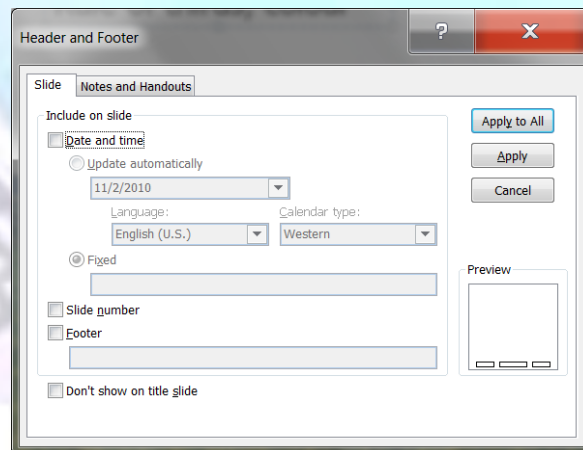 Header and Footer
?
X
Slide
Notes and Handouts
Include on slide
Apply to All
Date and time
Update automatically
Apply
11/2/2010
Cancel
Language:
Calendar type:
English (U.S.)
Western
Fixed
Preview
Slide number
Footer
Don't show on title slide